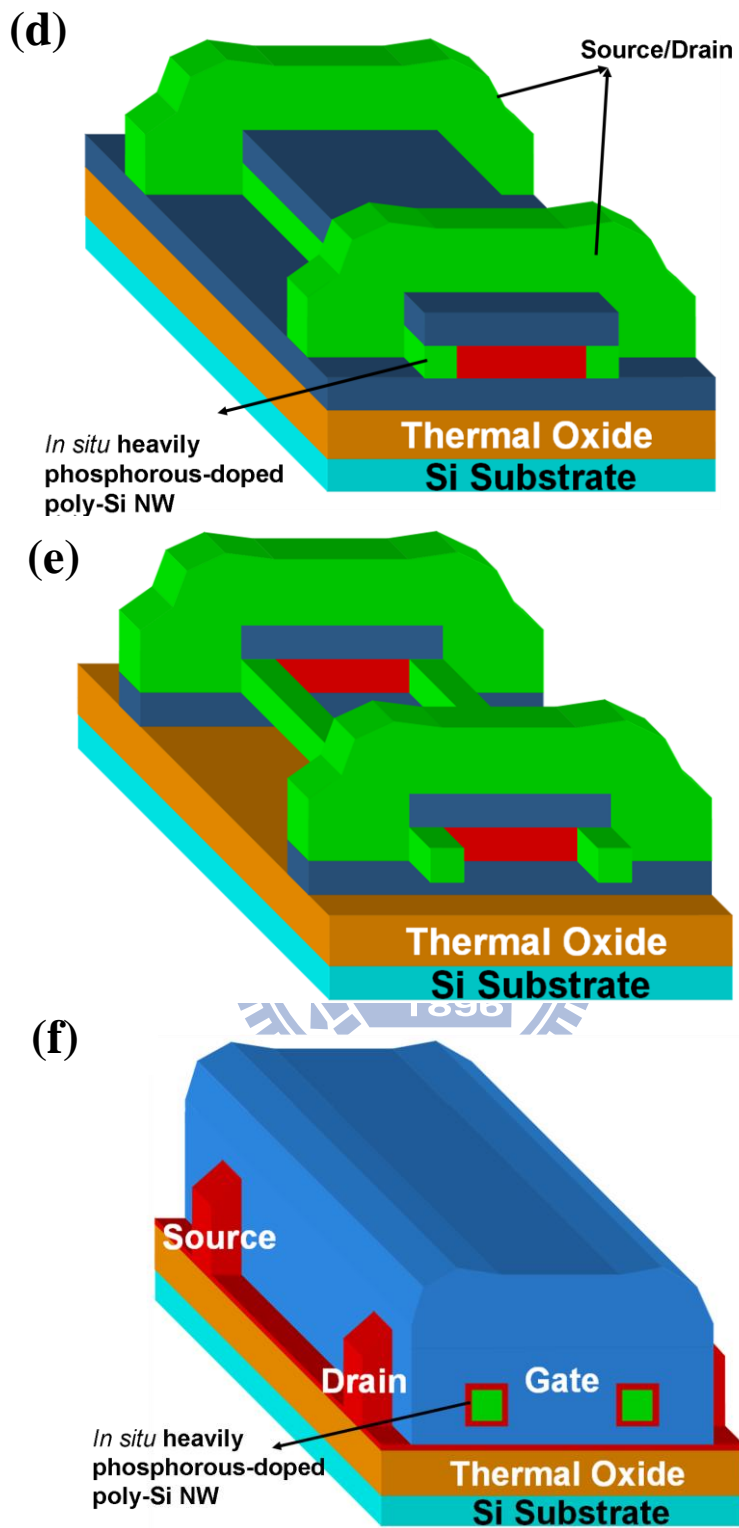 (d)
Source/Drain
In situ heavily
phosphorous-doped
poly-Si NW
Thermal Oxide
Si Substrate
(e)
Thermal Oxide
Si Substrate
1898
(f)
Source
Drain
Gate
In situ heavily
phosphorous-doped
poly-Si NW
Thermal Oxide
Si Substrate